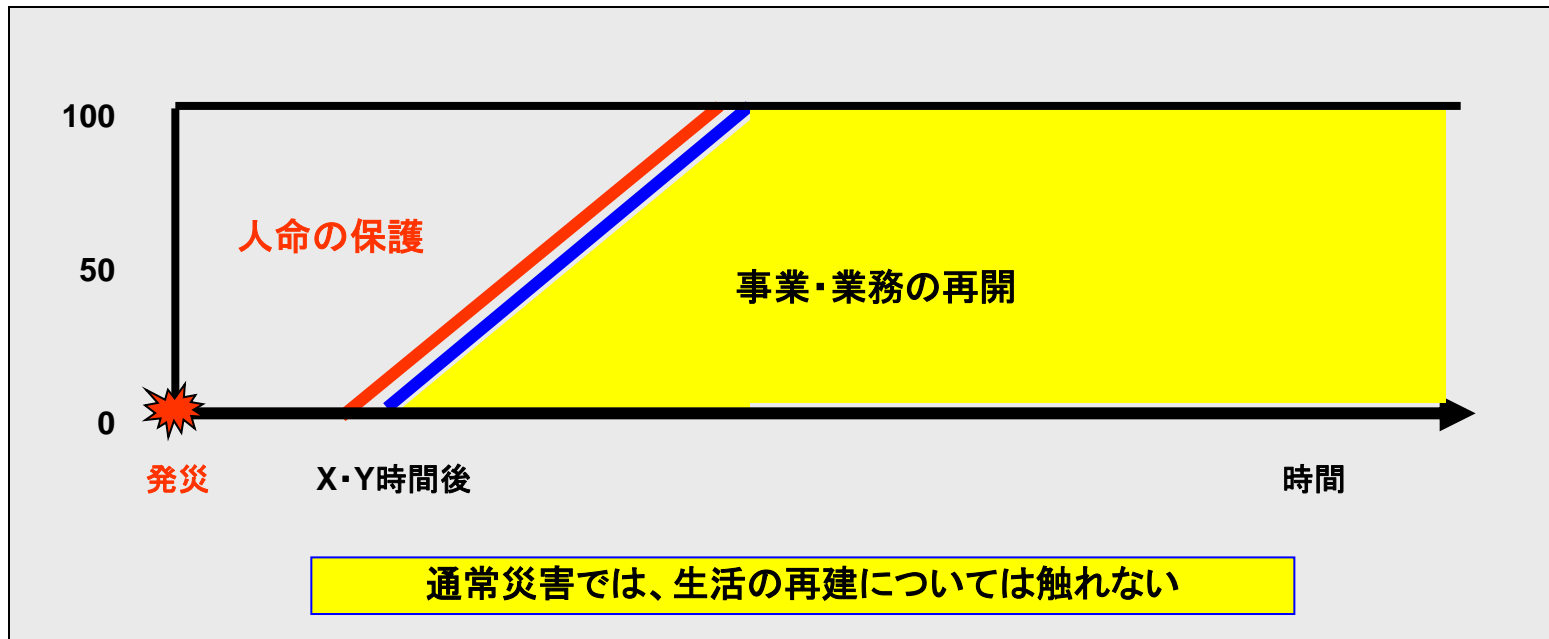 100
人命の保護
50
事業・業務の再開
0
発災
X・Y時間後
時間
通常災害では、生活の再建については触れない